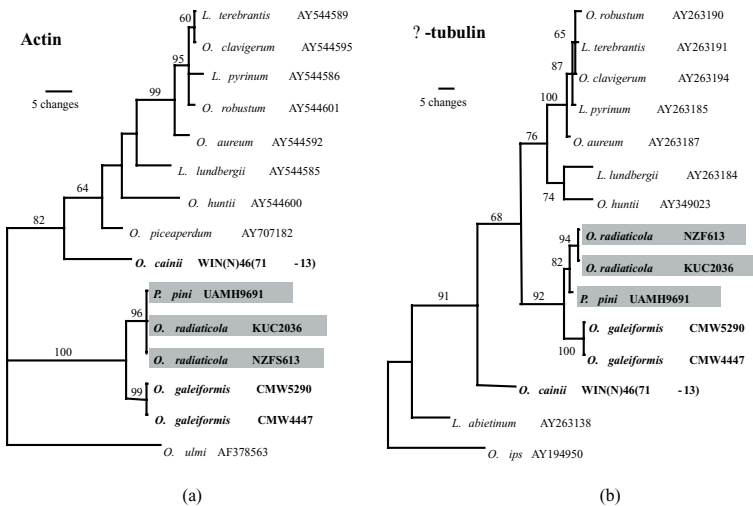 Actin
5 changes
60
L. terebrantis AY544589
O. clavigerum AY544595
95
L. pyrinum AY544586
99
O. robustum AY544601
O. aureum AY544592
L. lundbergii AY544585
64
O. huntii AY544600
82
O. piceaperdum AY707182
O. cainii WIN(N)46(71 -13)
P. pini UAMH9691
96
O. radiaticola KUC2036
100
O. radiaticola NZFS613
O. galeiformis CMW5290
99
O. galeiformis CMW4447
O. ulmi AF378563
(a)
? -tubulin
5 changes
O. robustum AY263190
65
L. terebrantis AY263191
87
O. clavigerum AY263194
100
L. pyrinum AY263185
76
O. aureum AY263187
L. lundbergii AY263184
74
O. huntii AY349023
68
O. radiaticola NZF613
94
O. radiaticola KUC2036
82
P. pini UAMH9691
92
91
O. galeiformis CMW5290
100
O. galeiformis CMW4447
O. cainii WIN(N)46(71 -13)
L. abietinum AY263138
O. ips AY194950
(b)